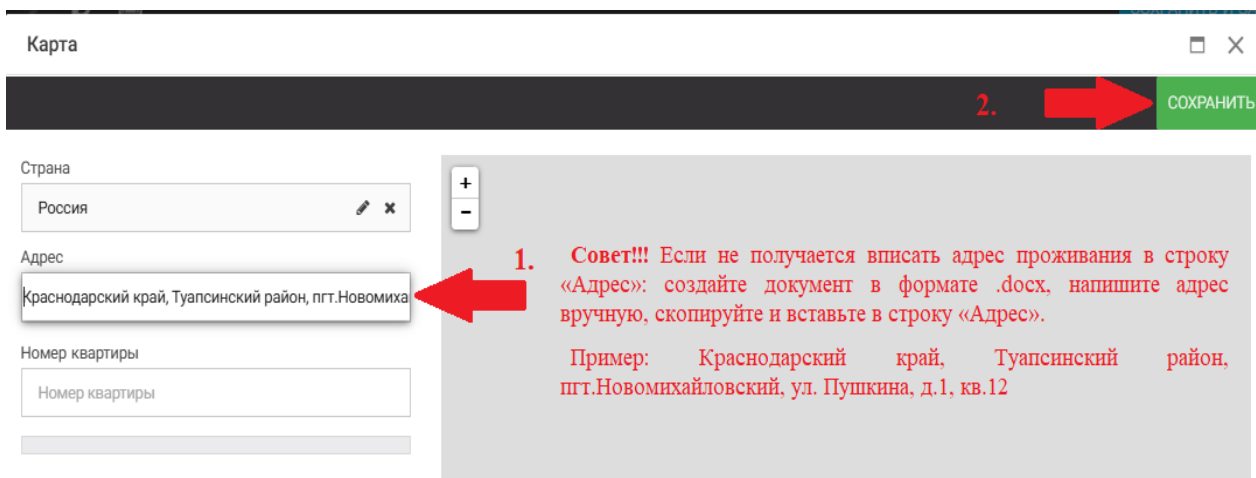 Карта
2.
СОХРАНИТЬ
Страна
Россия
Адрес
Краснодарский край, Туапсинский район, пгт.Новомиха
Номер квартиры
Номер квартиры
+
-
1.
Совет!!! Если не получается вписать адрес проживания в строку
«Адрес»: создайте документ в формате .docx, напишите адрес
вручную, скопируйте и вставьте в строку «Адрес».
Пример: Краснодарский край, Туапсинский район,
пгт.Новомихайловский, ул. Пушкина, д.1, кв.12